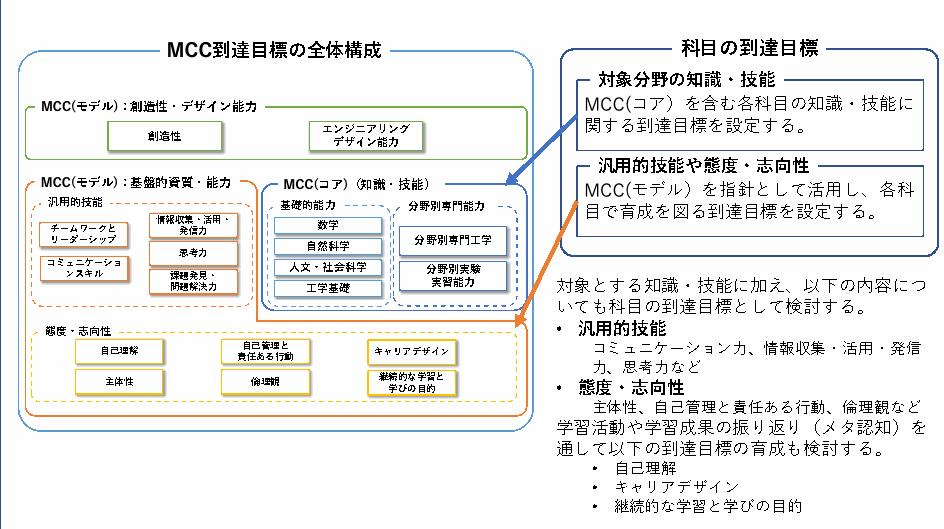 MCC到達目標の全体構成
MCC(モデル)：創造性・デザイン能力
創造性
エンジニアリング
デザイン能力
MCC(モデル)：基盤的資質・能力
汎用的技能
チームワークと
リーダーシップ
コミュニケーショ
ンスキル
情報収集・活用・
発信力
思考力
課題発見・
問題解決力
MCC(コア)（知識・技能）
基礎的能力
数学
自然科学
人文・社会科学
工学基礎
分野別専門能力
分野別専門工学
分野別実験
実習能力
態度・志向性
自己理解
自己管理と
責任ある行動
キャリアデザイン
主体性
倫理観
継続的な学習と
学びの目的
科目の到達目標
対象分野の知識・技能
MCC(コア）を含む各科目の知識・技能に
関する到達目標を設定する。
汎用的技能や態度・志向性
MCC(モデル）を指針として活用し、各科
目で育成を図る到達目標を設定する。
対象とする知識・技能に加え、以下の内容につ
いても科目の到達目標として検討する。
• 汎用的技能
コミュニケーション力、情報収集・活用・発信
力、思考力など
• 態度・志向性
主体性、自己管理と責任ある行動、倫理観など
学習活動や学習成果の振り返り（メタ認知）を
通して以下の到達目標の育成も検討する。
• 自己理解
• キャリアデザイン
• 継続的な学習と学びの目的